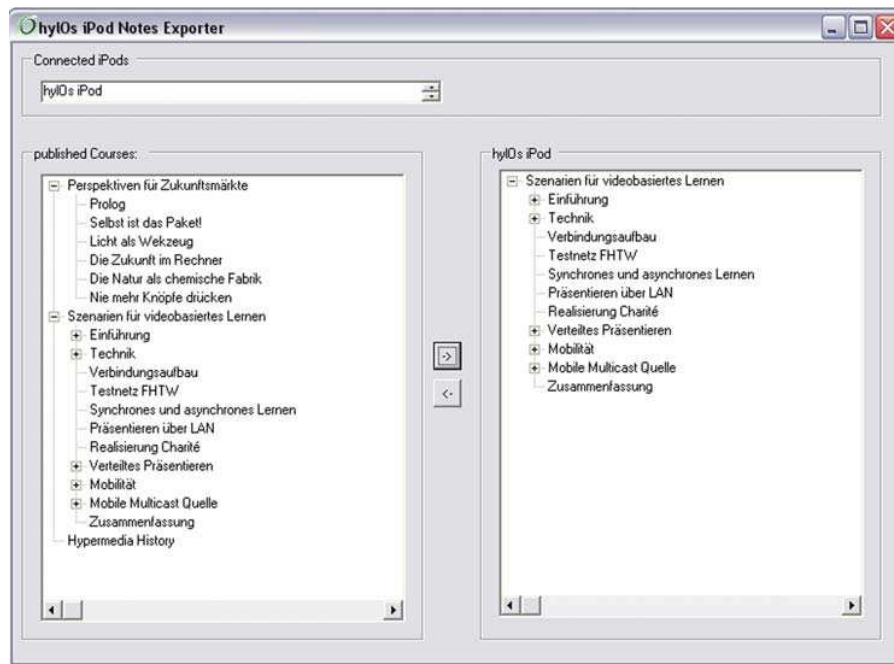 hylOs iPod Notes Exporter
Connected iPods
hylOs iPod
published Courses:
Perspektiven für Zukunftsmärkte
Prolog
Selbst ist das Paket!
Licht als Wekzeug
Die Zukunft im Rechner
Die Natur als chemische Fabrik
Nie mehr Knöpfe drücken
Szenarien für videobasiertes Lernen
Einführung
Technik
Verbindungsaufbau
Testnetz FHTW
Synchrones und asynchrones Lernen
Präsentieren über LAN
Realisierung Charité
Verteiltes Präsentieren
Mobilität
Mobile Multicast Quelle
Zusammenfassung
Hypermedia History
->
<-
hylOs iPod
Szenarien für videobasiertes Lernen
Einführung
Technik
Verbindungsaufbau
Testnetz FHTW
Synchrones und asynchrones Lernen
Präsentieren über LAN
Realisierung Charité
Verteiltes Präsentieren
Mobilität
Mobile Multicast Quelle
Zusammenfassung